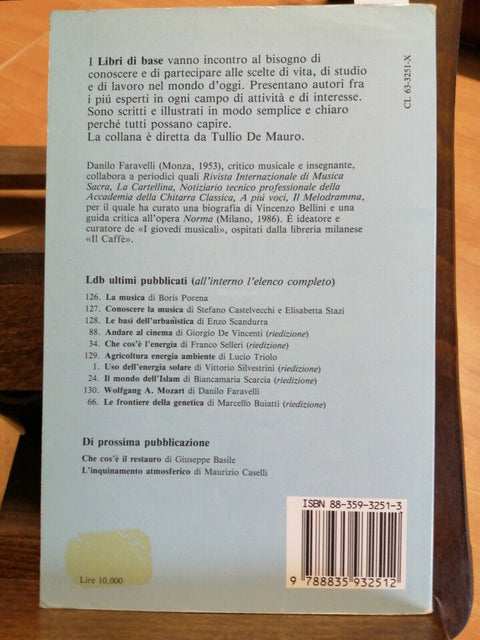 I Libri di base vanno incontro al bisogno di
conoscere e di partecipare alle scelte di vita, di studio
e di lavoro nel mondo d'oggi. Presentano autori fra
i piú esperti in ogni campo di attività e di interesse.
Sono scritti e illustrati in modo semplice e chiaro
perché tutti possano capire.
La collana è diretta da Tullio De Mauro.
CL 63-3251-X
Danilo Faravelli (Monza, 1953), critico musicale e insegnante,
collabora a periodici quali Rivista Internazionale di Musica
Sacra, La Cartellina, Notiziario tecnico professionale della
Accademia della Chitarra Classica, A piú voci, Il Melodramma,
per il quale ha curato una biografia di Vincenzo Bellini e una
guida critica all'opera Norma (Milano, 1986). È ideatore e
curatore de «I giovedí musicali», ospitati dalla libreria milanese
«Il Caffè».
Ldb ultimi pubblicati (all'interno l'elenco completo)
126. La musica di Boris Porena
127. Conoscere la musica di Stefano Castelvecchi e Elisabetta Stazi
128. Le basi dell'urbanistica di Enzo Scandurra
88. Andare al cinema di Giorgio De Vincenti (riedizione)
34. Che cos'è l'energia di Franco Selleri (riedizione)
129. Agricoltura energia ambiente di Lucio Triolo
1. Uso dell'energia solare di Vittorio Silvestrini (riedizione)
24. Il mondo dell'Islam di Biancamaria Scarcia (riedizione)
130. Wolfgang A. Mozart di Danilo Faravelli
66. Le frontiere della genetica di Marcello Buiatti (riedizione)
Di prossima pubblicazione
Che cos'è il restauro di Giuseppe Basile
L'inquinamento atmosferico di Maurizio Caselli
ISBN 88-359-3251-3
9 788835 932512
Lire 10.000